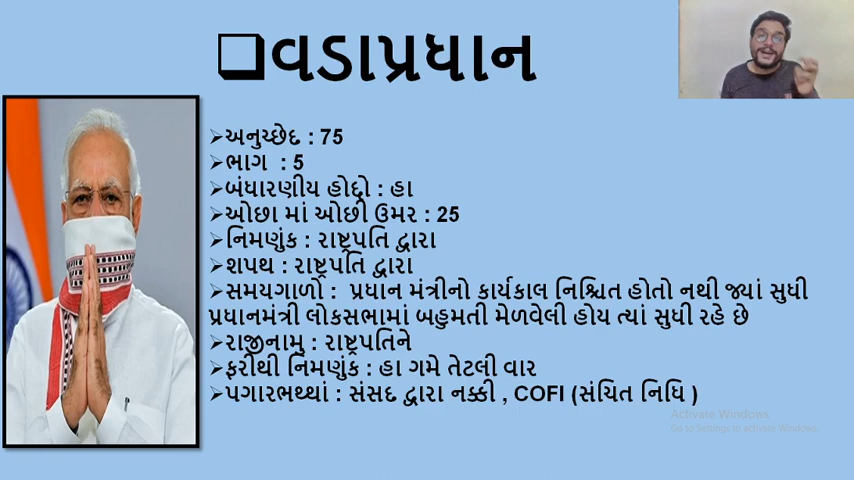 ❑વડાપ્રધાન
➢અનુચ્છેદ : 75
➢ભાગ : 5
➢બંધારણીય હોદ્દો : હા
➢ઓછા માં ઓછી ઉમર : 25
➢નિમણુંક : રાષ્ટ્રપતિ દ્વારા
➢શપથ : રાષ્ટ્રપતિ દ્વારા
➢સમયગાળો : પ્રધાન મંત્રીનો કાર્યકાલ નિશ્ચિત હોતો નથી જ્યાં સુધી
પ્રધાનમંત્રી લોકસભામાં બહુમતી મેળવેલી હોય ત્યાં સુધી રહે છે
➢રાજીનામુ : રાષ્ટ્રપતિને
➢ફરીથી નિમણુંક : હા ગમે તેટલી વાર
➢પગારભથ્થાં : સંસદ દ્વારા નક્કી , COFI (સંચિત નિધિ )
Activate Windows
Go to Settings to activate Windows.